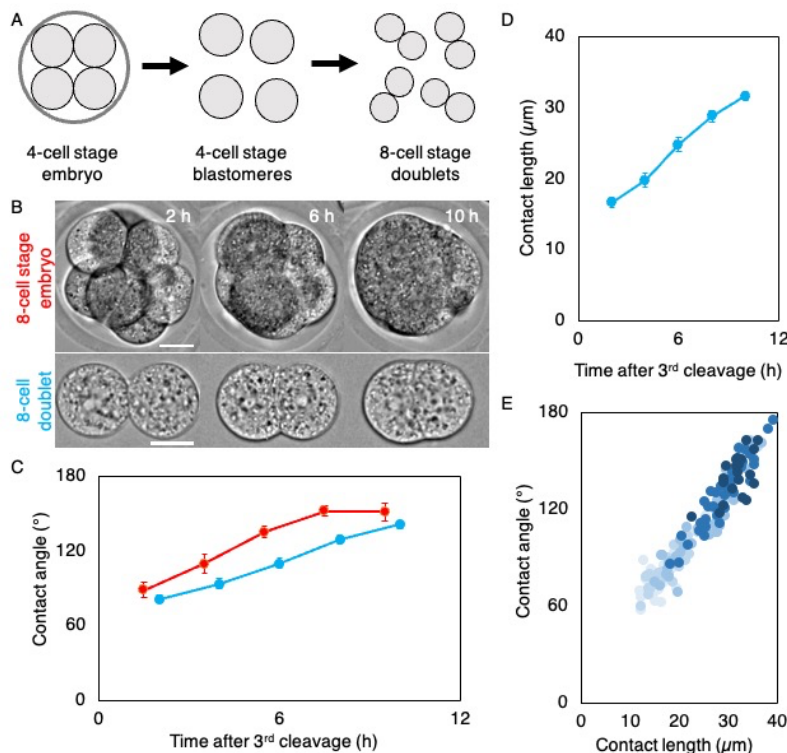 A
4-cell stage
embryo
4-cell stage
blastomeres
8-cell stage
doublets
B
8-cell stage
embryo
2 h
6 h
10 h
8-cell
doublet
C
Contact angle (°)
180
120
60
0
0
6
12
Time after 3rd cleavage (h)
D
Contact length (µm)
40
30
20
10
0
0
6
12
Time after 3rd cleavage (h)
E
Contact angle (°)
180
120
60
0
0
10
20
30
40
Contact length (µm)